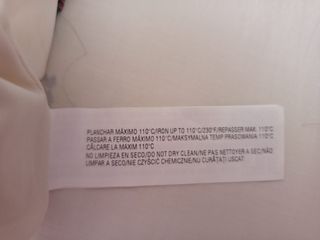 PLANCHAR MÁXIMO 110°C/IRON UP TO 110°C/230°F/REPASSER MAX. 110°C
PASSAR A FERRO MÁXIMO 110°C/MAKSYMALNA TEMP PRASOWANIA 110°C
CĂLCARE LA MAXIM 110°C
NO LIMPIEZA EN SECO/DO NOT DRY CLEAN/NE PAS NETTOYER A SEC/NÃO
LIMPAR A SECO/NIE CZYŚCIĆ CHEMICZNIE/NU CURĂȚAȚI USCAT